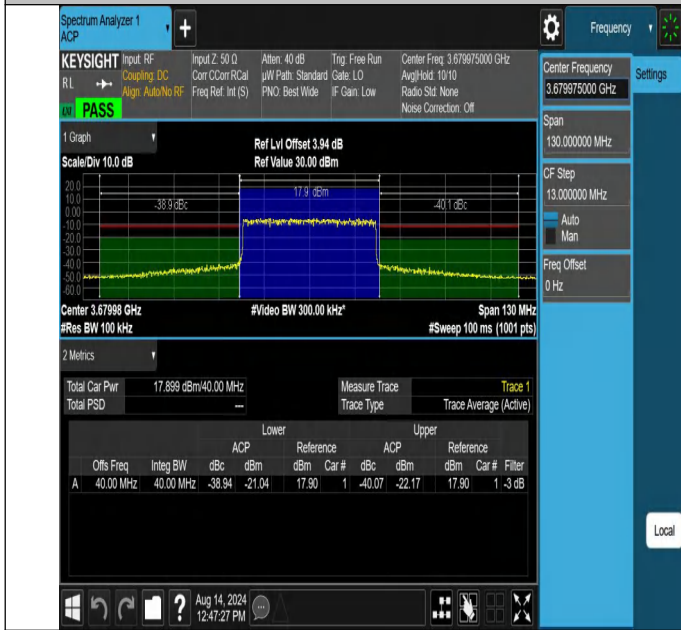 Spectrum Analyzer 1
ACP
+
Frequency
KEYSIGHT
RL
PASS
Input: RF
Coupling: DC
Align: Auto/No RF
Input Z: 50 Ω
Corr CCorr RCal
Freq Ref: Int (S)
Atten: 40 dB
µW Path: Standard
PNO: Best Wide
Trig: Free Run
Gate: LO
IF Gain: Low
Center Freq: 3.679975000 GHz
Avg|Hold: 10/10
Radio Std: None
Noise Correction: Off
Center Frequency
3.679975000 GHz
Settings
Span
130.000000 MHz
CF Step
13.000000 MHz
Auto
Man
Freq Offset
0 Hz
1 Graph
Scale/Div 10.0 dB
Ref Lvl Offset 3.94 dB
Ref Value 30.00 dBm
20.0
10.0
0.00
-10.0
-20.0
-30.0
-40.0
-50.0
-60.0
-38.9 dBc
17.9 dBm
-40.1 dBc
Center 3.67998 GHz
#Video BW 300.00 kHz*
Span 130 MHz
#Res BW 100 kHz
#Sweep 100 ms (1001 pts)
2 Metrics
Total Car Pwr 17.899 dBm/40.00 MHz
Total PSD ---
Measure Trace Trace 1
Trace Type Trace Average (Active)
Lower Upper
ACP Reference ACP Reference
Offs Freq Integ BW dBc dBm dBm Car # dBc dBm dBm Car # Filter
A 40.00 MHz 40.00 MHz -38.94 -21.04 17.90 1 -40.07 -22.17 17.90 1 -3 dB
Local
?
Aug 14, 2024
12:47:27 PM